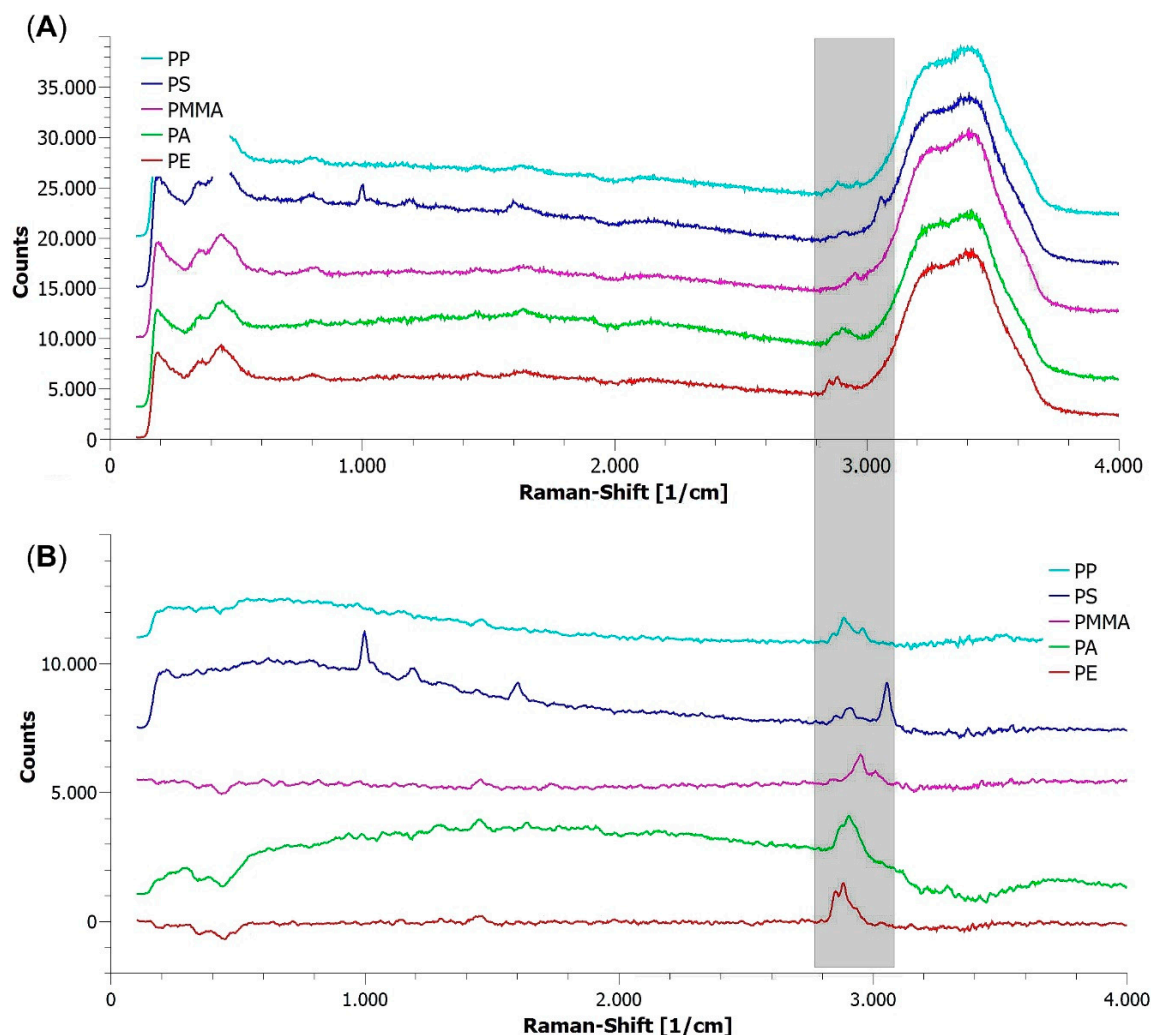 (A)
PP
PS
PMMA
PA
PE
35.000
30.000
25.000
20.000
15.000
10.000
5.000
0
Counts
0 1.000 2.000 3.000 4.000
Raman-Shift [1/cm]
(B)
PP
PS
PMMA
PA
PE
10.000
5.000
0
Counts
0 1.000 2.000 3.000 4.000
Raman-Shift [1/cm]